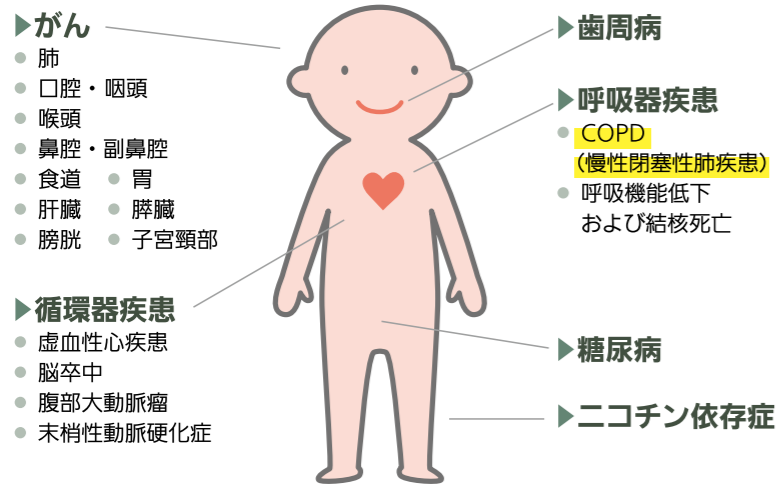 がん
肺
口腔・咽頭
喉頭
鼻腔・副鼻腔
食道 胃
肝臓 膵臓
膀胱 子宮頸部
循環器疾患
虚血性心疾患
脳卒中
腹部大動脈瘤
末梢性動脈硬化症
歯周病
呼吸器疾患
COPD
(慢性閉塞性肺疾患)
呼吸機能低下
および結核死亡
糖尿病
ニコチン依存症